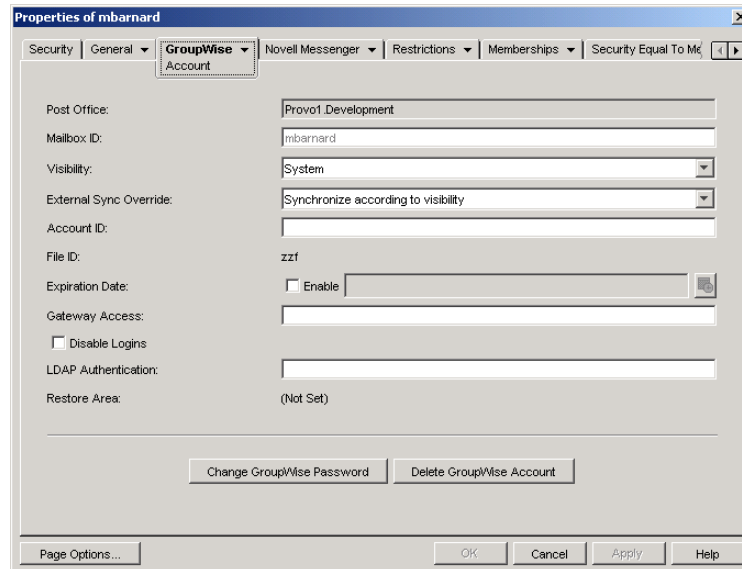 Properties of mbarnard
Security General GroupWise Novell Messenger Restrictions Memberships Security Equal To Me
Account
Post Office: Provo1.Development
Mailbox ID: mbarnard
Visibility: System
External Sync Override: Synchronize according to visibility
Account ID:
File ID: zzf
Expiration Date: Enable
Gateway Access:
Disable Logins
LDAP Authentication:
Restore Area: (Not Set)
Change GroupWise Password Delete GroupWise Account
Page Options... OK Cancel Apply Help